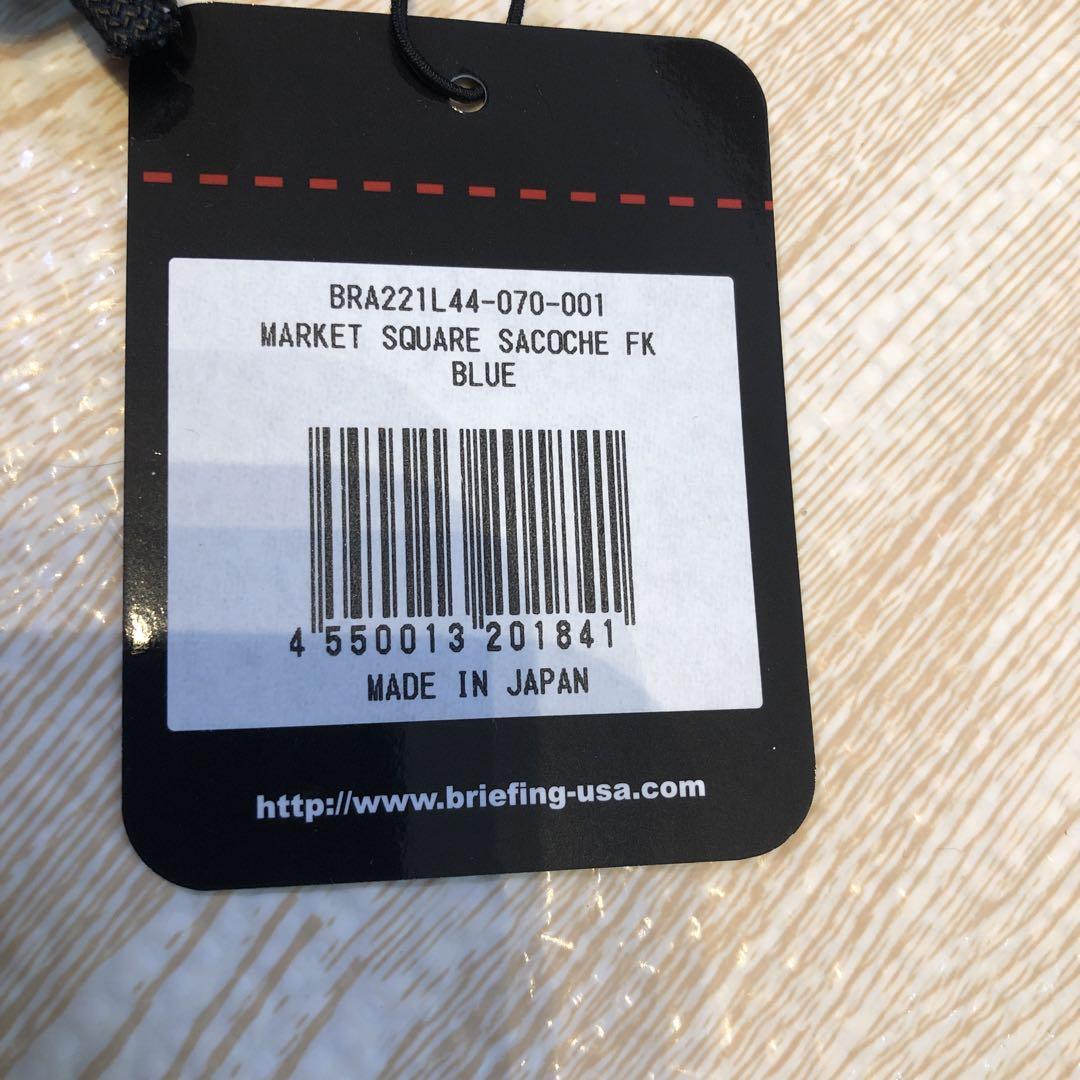 BRA221L44-070-001
MARKET SQUARE SACOCHE FK
BLUE
4 550013 201841
MADE IN JAPAN
http://www.briefing-usa.com